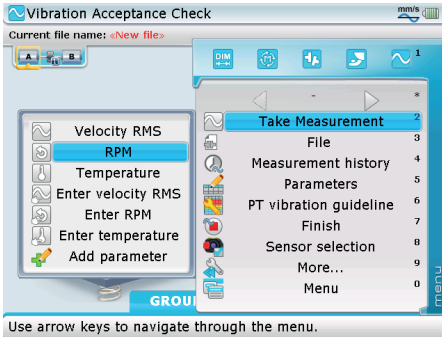 Vibration Acceptance Check mm/s
Current file name: «New file»
A B
DIM 1
- *
Take Measurement 2
File 3
Measurement history 4
Parameters 5
PT vibration guideline 6
Finish 7
Sensor selection 8
More... 9
Menu 0
menu
Velocity RMS
RPM
Temperature
Enter velocity RMS
Enter RPM
Enter temperature
Add parameter
GROU
Use arrow keys to navigate through the menu.